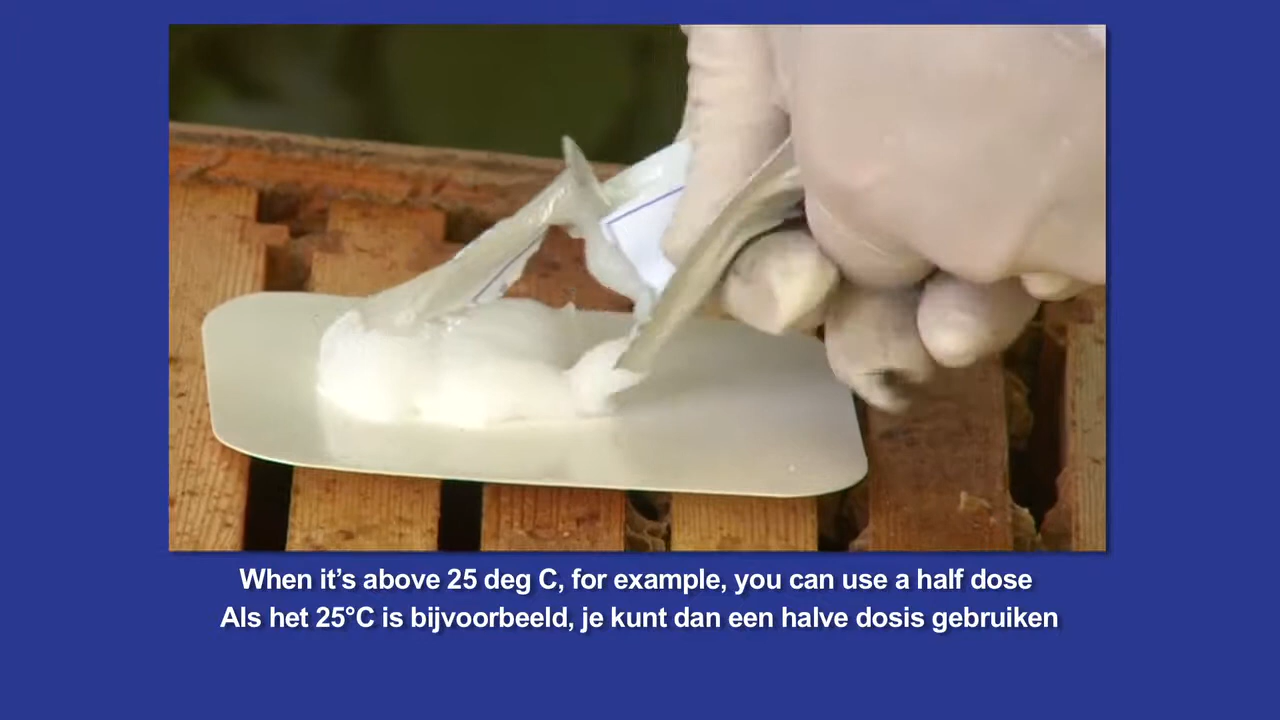 When it’s above 25 deg C, for example, you can use a half dose
Als het 25°C is bijvoorbeeld, je kunt dan een halve dosis gebruiken